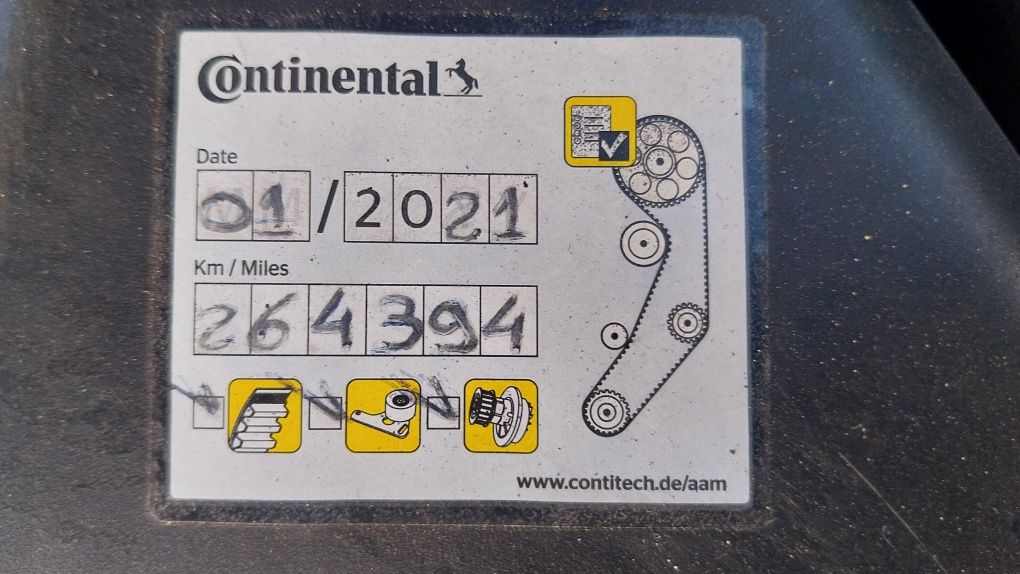 Continental
Date
01/2021
Km / Miles
264394
www.contitech.de/aam